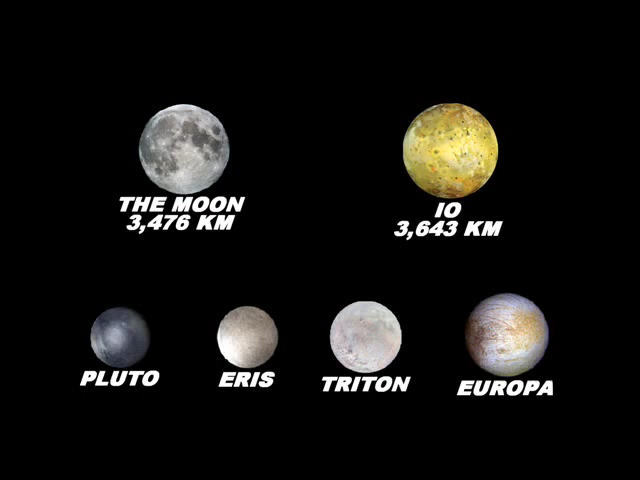 THE MOON
3,476 KM
IO
3,643 KM
PLUTO
ERIS
TRITON
EUROPA